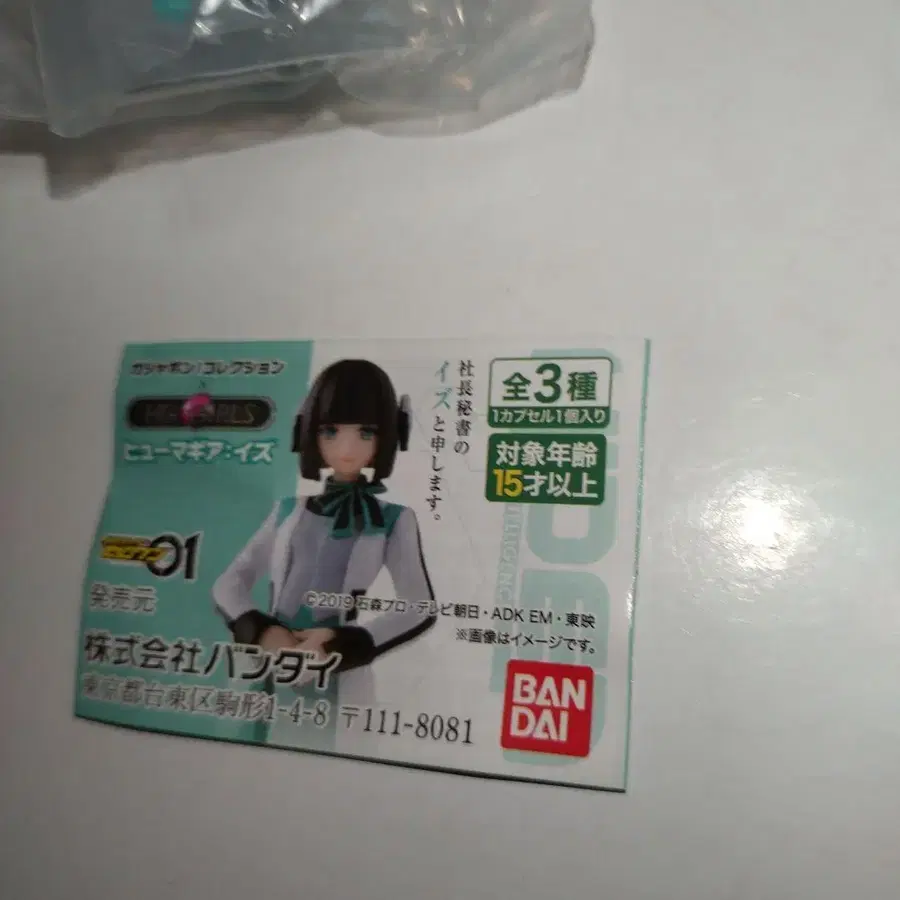 ガシャポン!コレクション
×
ヒューマギア:イズ
01
発売元
株式会社バンダイ
東京都台東区駒形1-4-8 〒111-8081
社長秘書の
イズと申します。
全3種
1カプセル1個入り
対象年齢
15才以上
©2019 石森プロ・テレビ朝日・ADK EM・東映
※画像はイメージです。
BAN
DAI